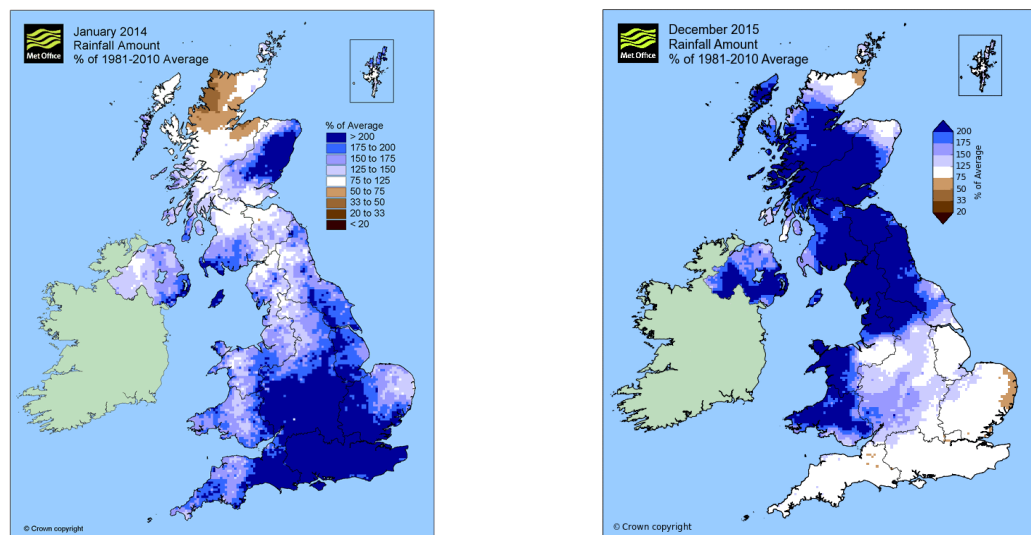 Met Office
January 2014
Rainfall Amount
% of 1981-2010 Average
% of Average
> 200
175 to 200
150 to 175
125 to 150
75 to 125
50 to 75
33 to 50
20 to 33
< 20
© Crown copyright
Met Office
December 2015
Rainfall Amount
% of 1981-2010 Average
200
175
150
125
75
50
33
20
% of Average
© Crown copyright